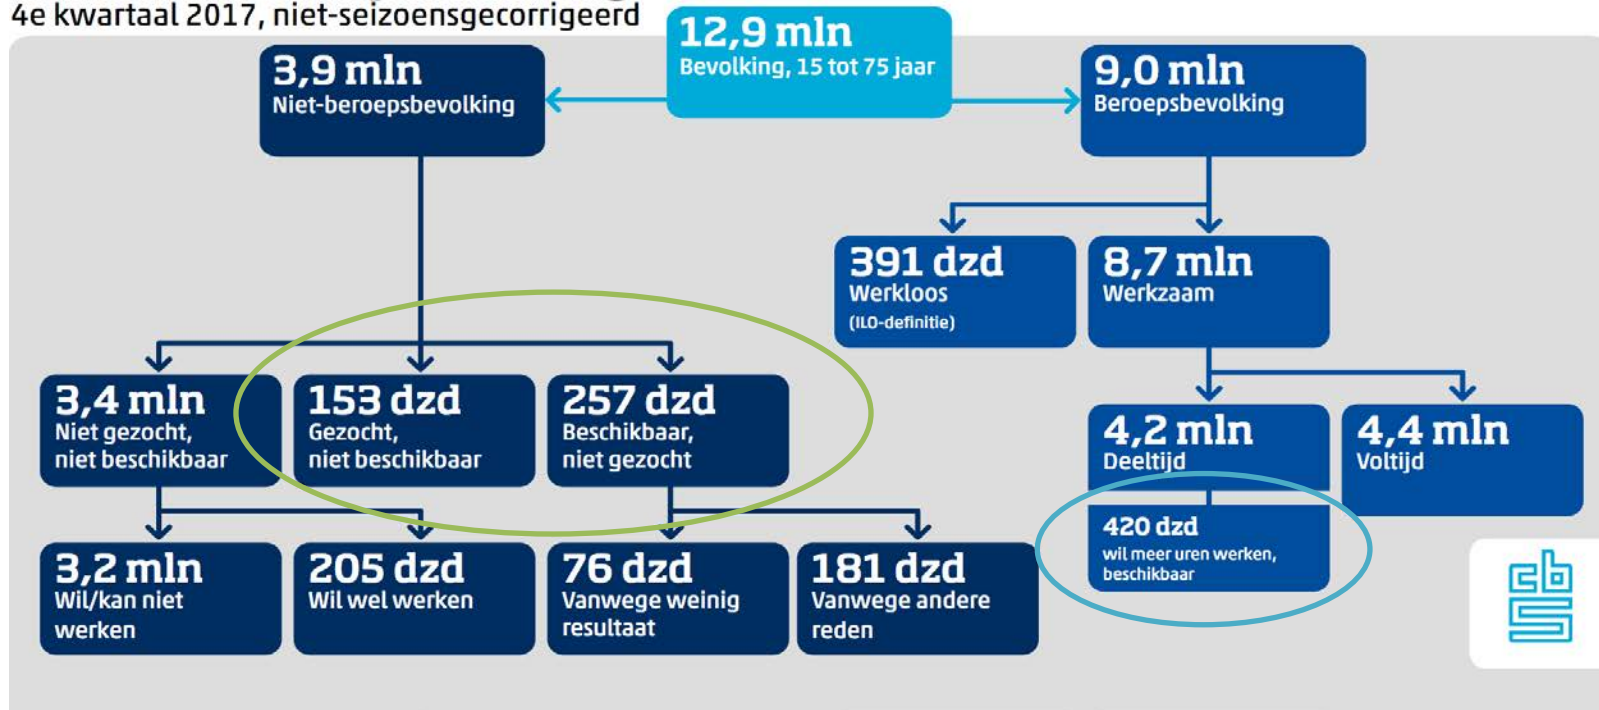 4e kwartaal 2017, niet-seizoensgecorrigeerd
12,9 mln
Bevolking, 15 tot 75 jaar
3,9 mln
Niet-beroepsbevolking
9,0 mln
Beroepsbevolking
391 dzd
Werkloos
(ILO-definitie)
8,7 mln
Werkzaam
3,4 mln
Niet gezocht,
niet beschikbaar
153 dzd
Gezocht,
niet beschikbaar
257 dzd
Beschikbaar,
niet gezocht
4,2 mln
Deeltijd
4,4 mln
Voltijd
420 dzd
wil meer uren werken,
beschikbaar
3,2 mln
Wil/kan niet
werken
205 dzd
Wil wel werken
76 dzd
Vanwege weinig
resultaat
181 dzd
Vanwege andere
reden
cbs